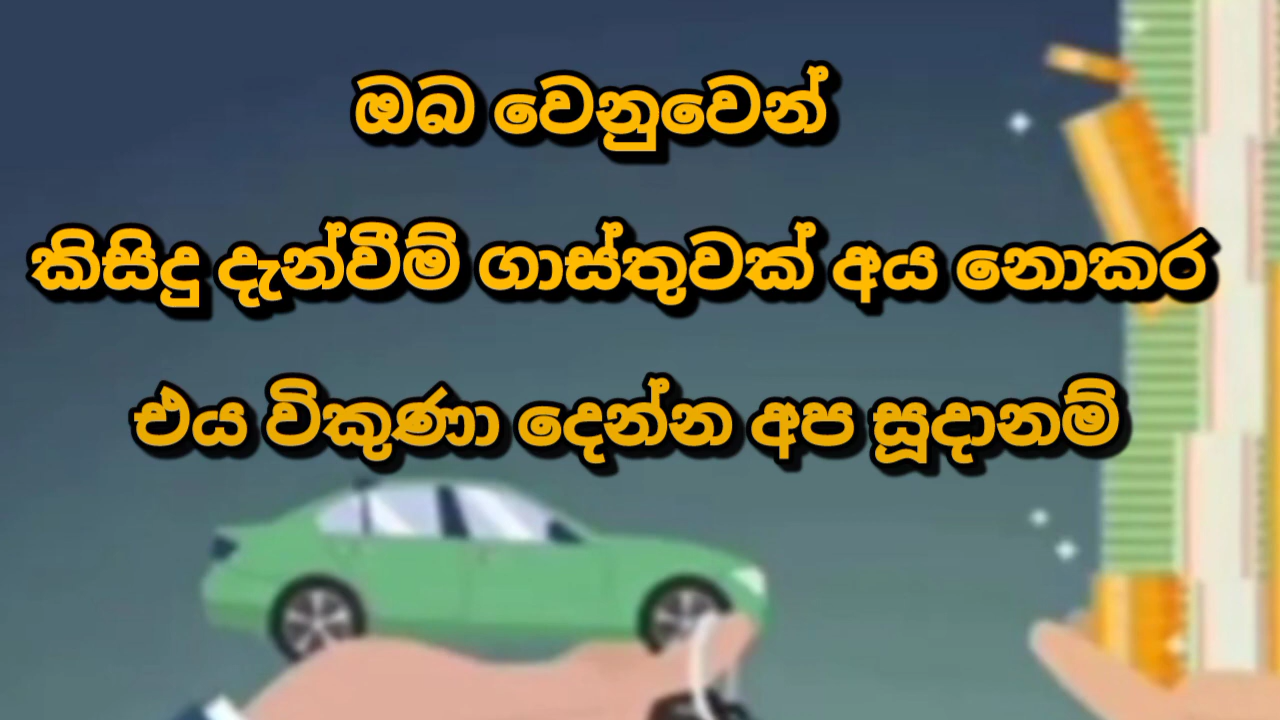 ඔබ වෙනුවෙන්
කිසිදු දැන්වීම් ගාස්තුවක් අය නොකර
එය විකුණා දෙන්න අප සූදානම්